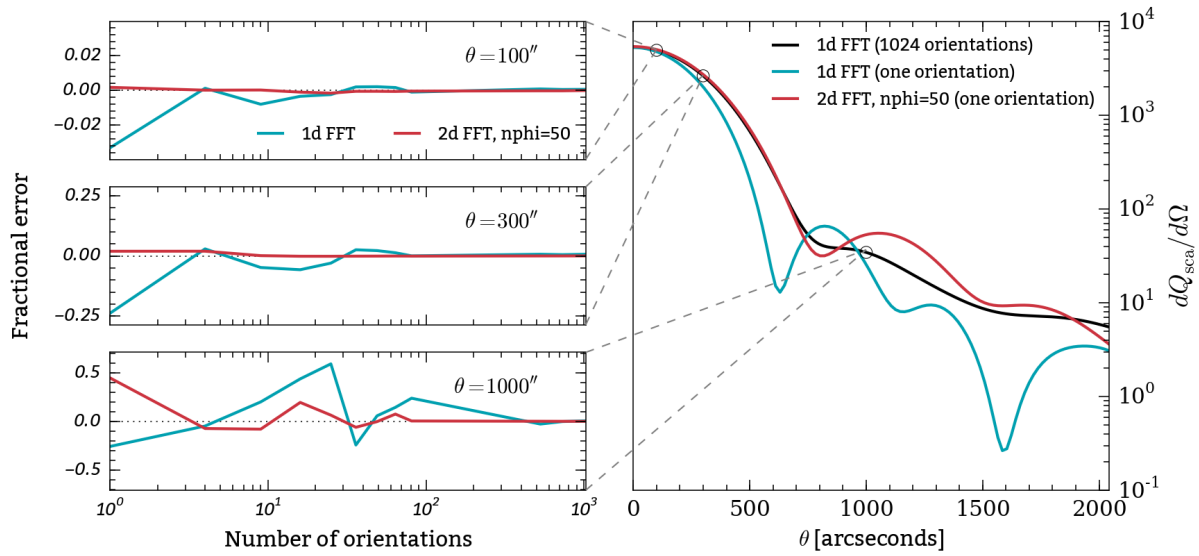 0.02
0.00
−0.02
θ = 100″
1d FFT
2d FFT, nphi=50
0.25
0.00
−0.25
θ = 300″
0.5
0.0
−0.5
θ = 1000″
10^0
10^1
10^2
10^3
Fractional error
Number of orientations
1d FFT (1024 orientations)
1d FFT (one orientation)
2d FFT, nphi=50 (one orientation)
10^4
10^3
10^2
10^1
10^0
10^-1
dQ_sca/dΩ
0
500
1000
1500
2000
θ [arcseconds]